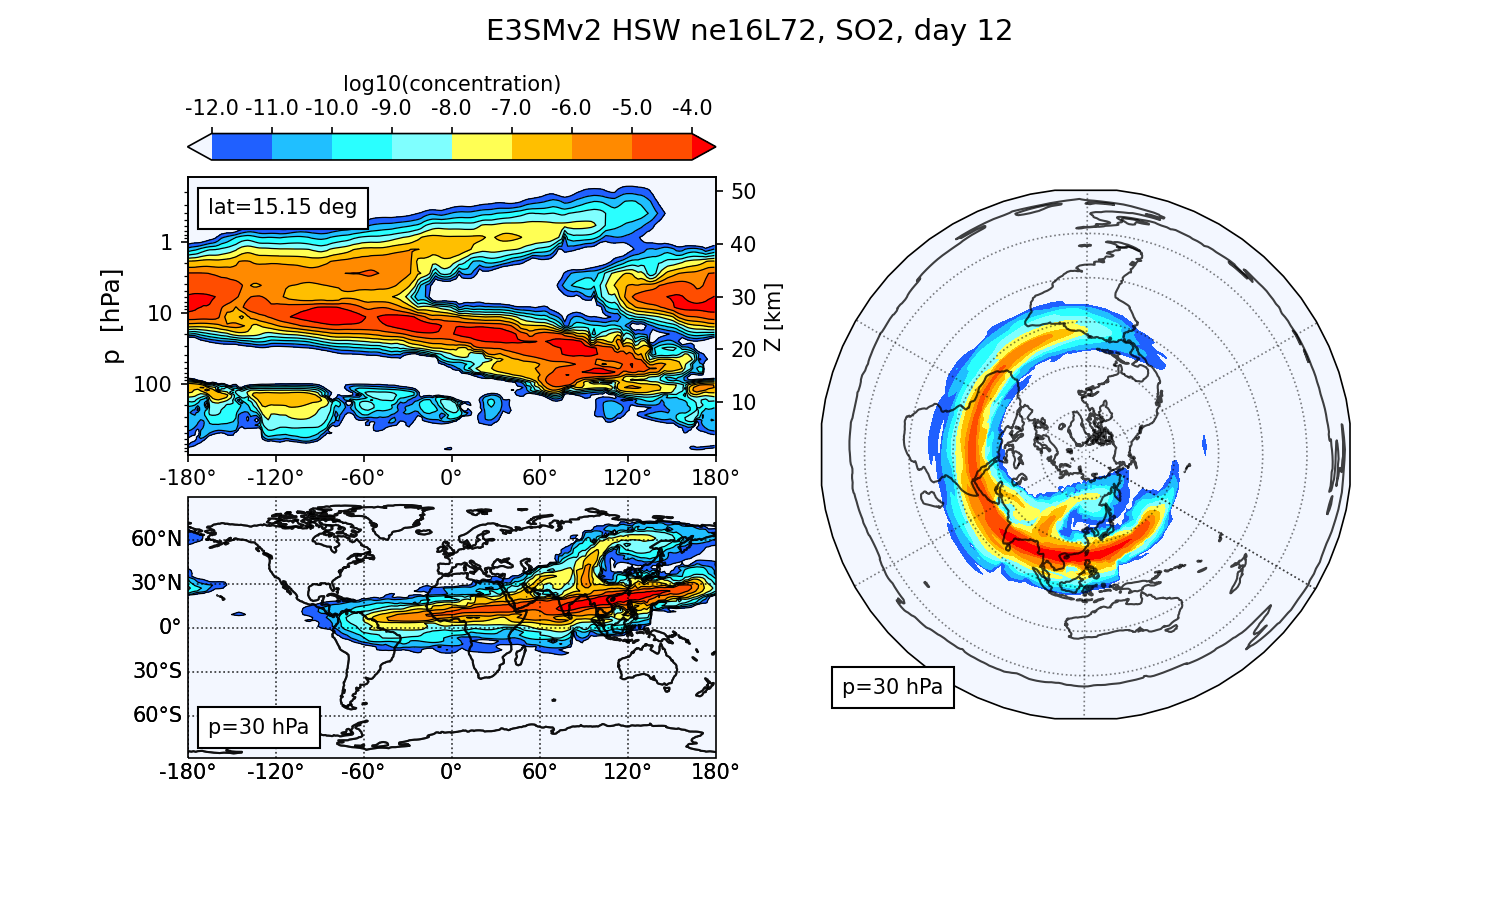 E3SMv2 HSW ne16L72, SO2, day 12
log10(concentration)
-12.0 -11.0 -10.0 -9.0 -8.0 -7.0 -6.0 -5.0 -4.0
lat=15.15 deg
p [hPa]
1
10
100
Z [km]
50
40
30
20
10
-180° -120° -60° 0° 60° 120° 180°
60°N
30°N
0°
30°S
60°S
p=30 hPa
-180° -120° -60° 0° 60° 120° 180°
p=30 hPa